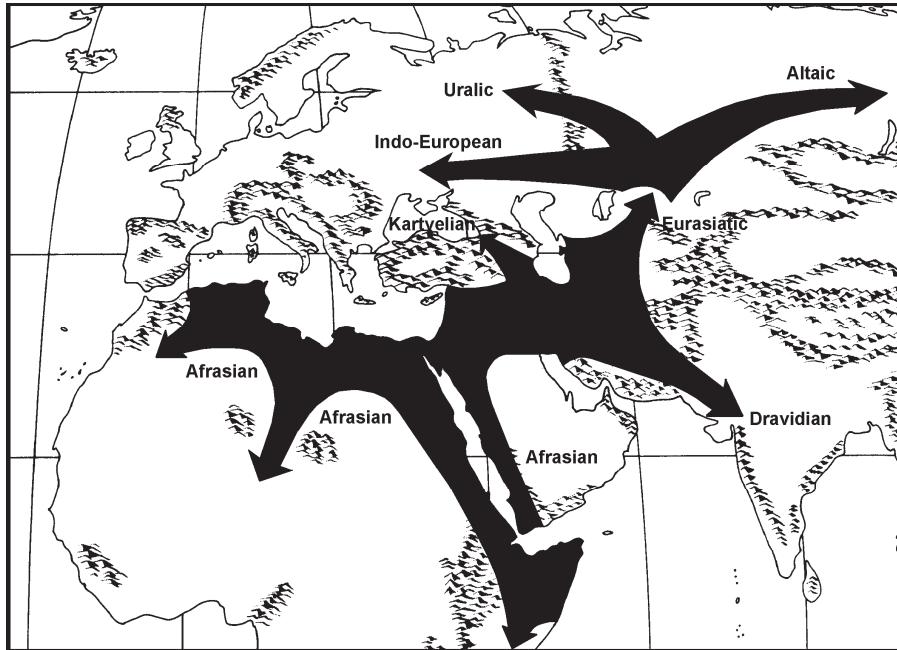 Altaic
Uralic
Indo-European
Kartvelian
Eurasiatic
Afrasian
Afrasian
Dravidian
Afrasian